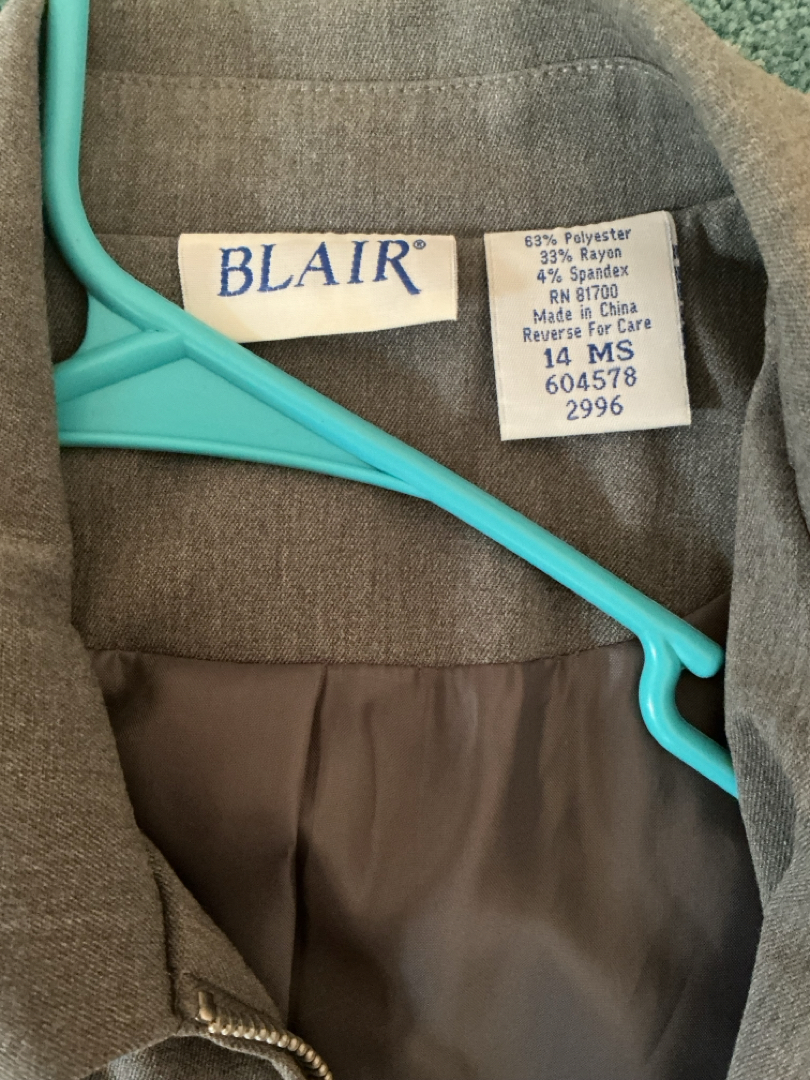 BLAIR®
63% Polyester
33% Rayon
4% Spandex
RN 81700
Made in China
Reverse For Care
14 MS
604578
2996